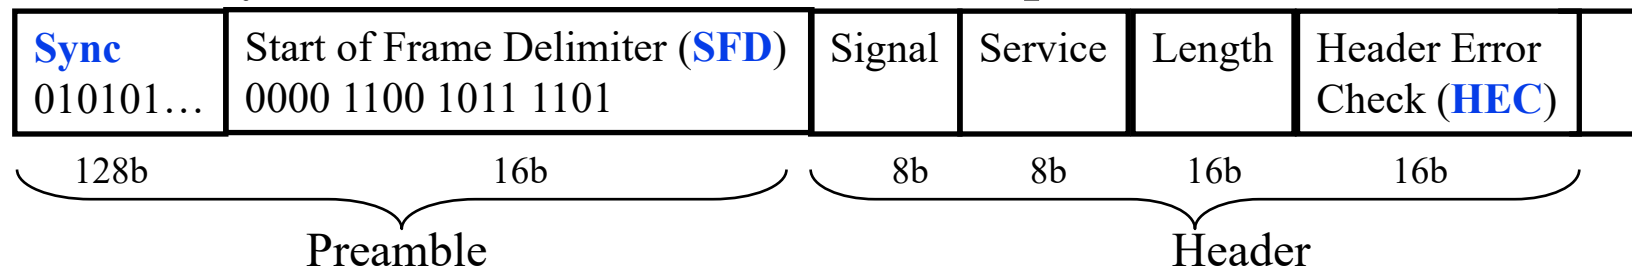 Sync
010101…
Start of Frame Delimiter (SFD)
0000 1100 1011 1101
Signal
Service
Length
Header Error
Check (HEC)
128b
16b
8b
8b
16b
16b
Preamble
Header